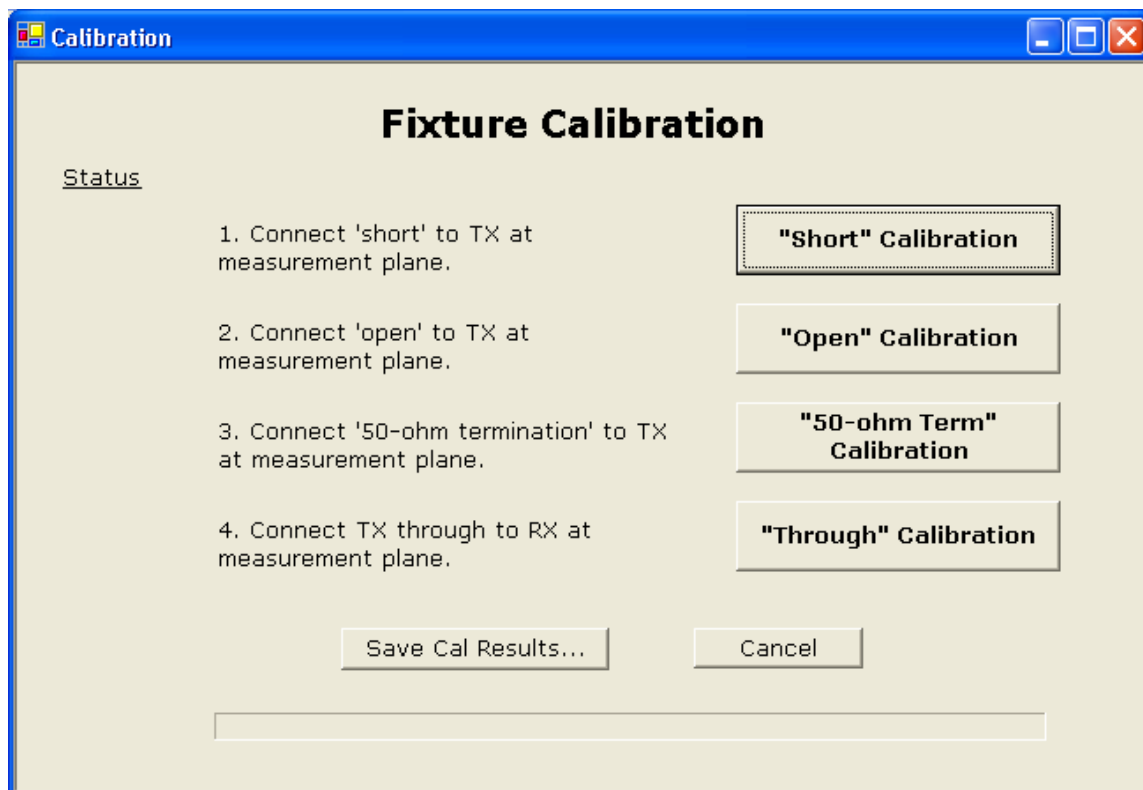 Calibration
Fixture Calibration
Status
1. Connect 'short' to TX at
measurement plane.
"Short" Calibration
2. Connect 'open' to TX at
measurement plane.
"Open" Calibration
3. Connect '50-ohm termination' to TX
at measurement plane.
"50-ohm Term"
Calibration
4. Connect TX through to RX at
measurement plane.
"Through" Calibration
Save Cal Results...
Cancel